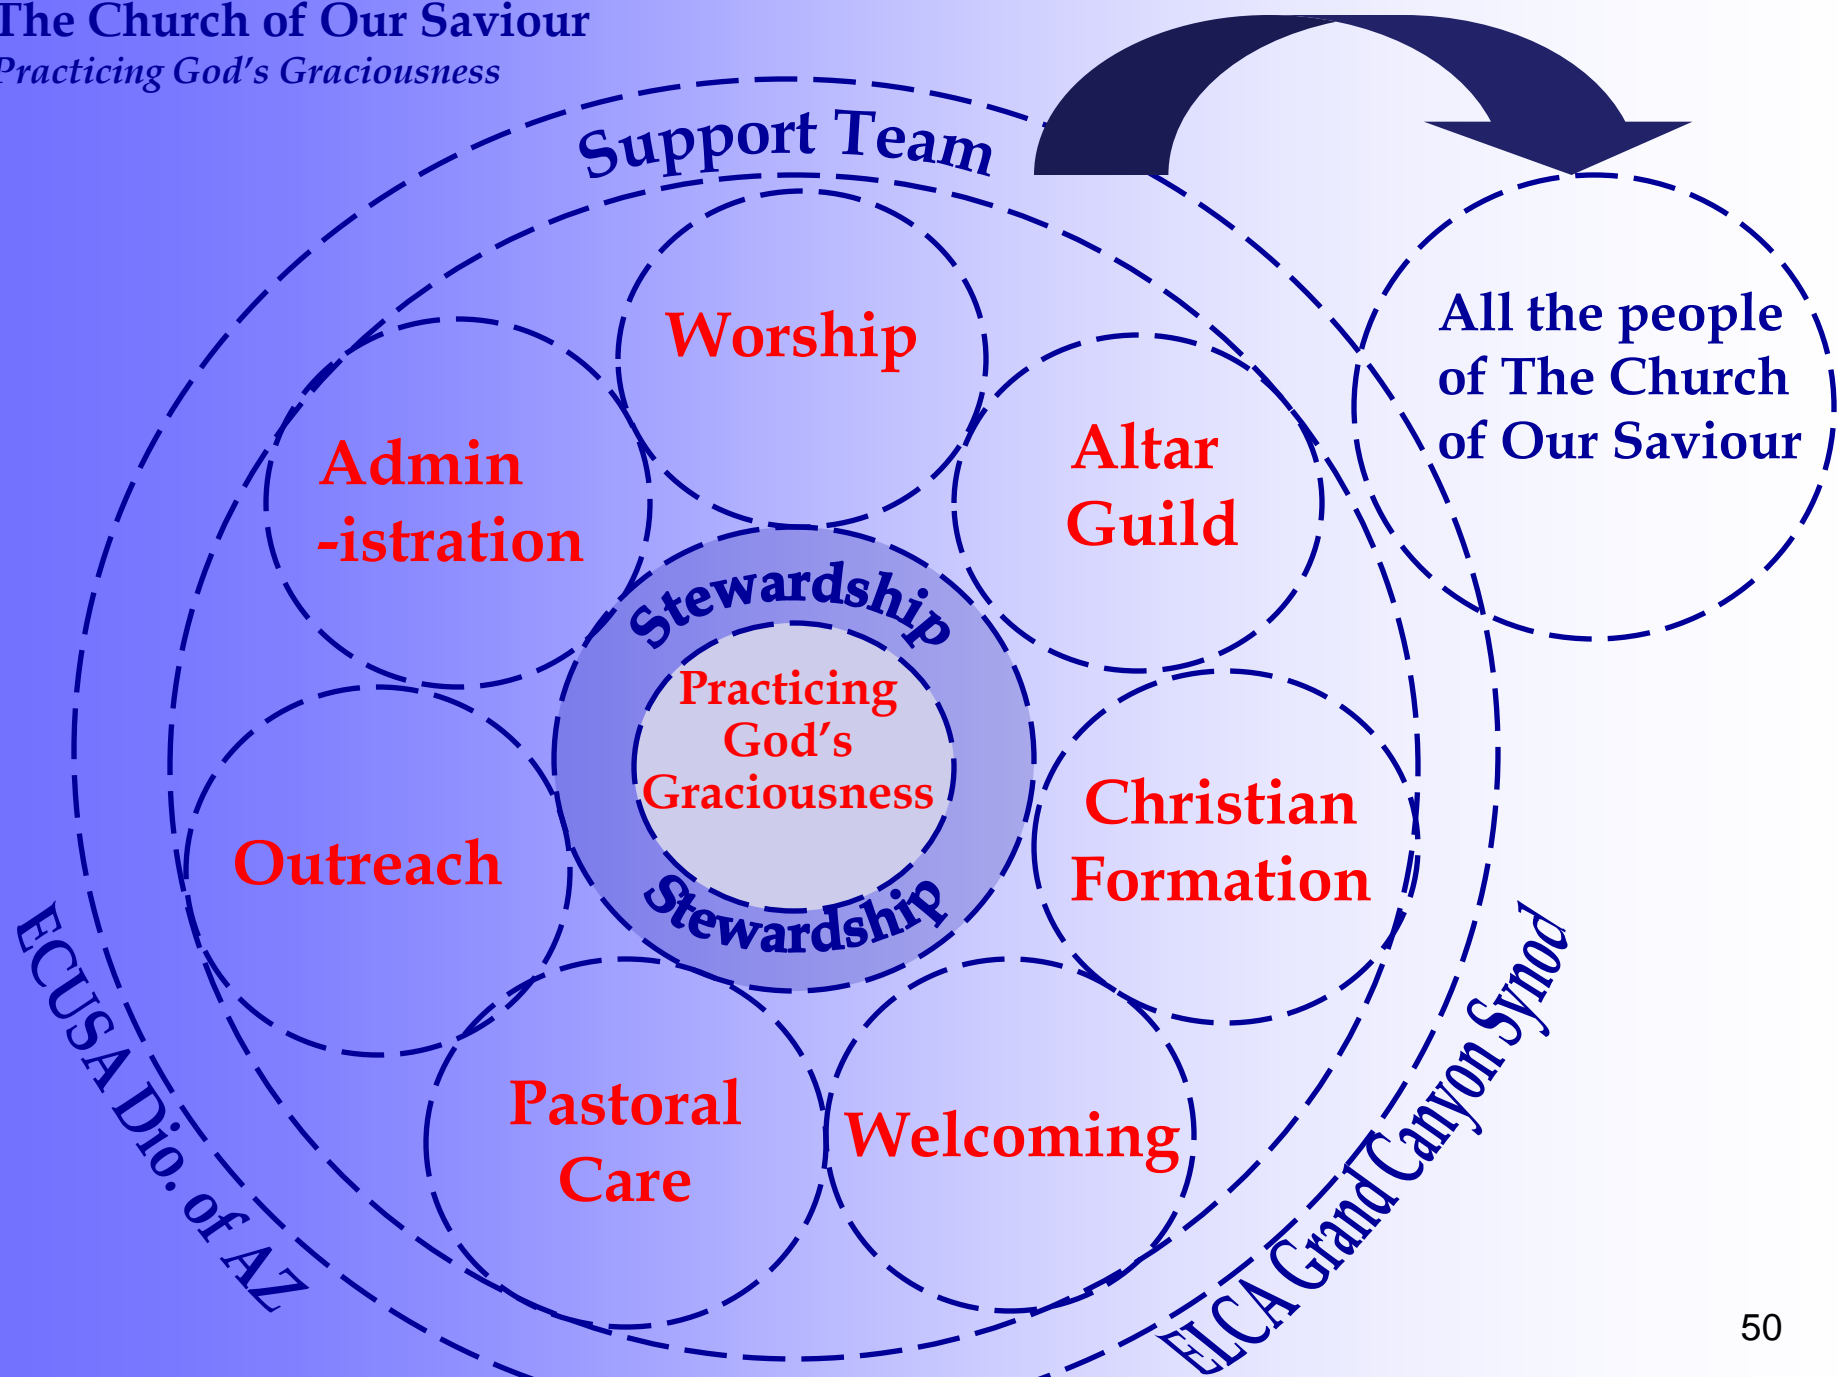 The Church of Our Saviour
Practicing God's Graciousness
Support Team
Worship
All the people
of The Church
of Our Saviour
Admin
-istration
Altar
Guild
Stewardship
Practicing
God's
Graciousness
Stewardship
Christian
Formation
Outreach
Pastoral
Care
Welcoming
ECUSA Dio. of AZ
ELCA Grand Canyon Synod
50